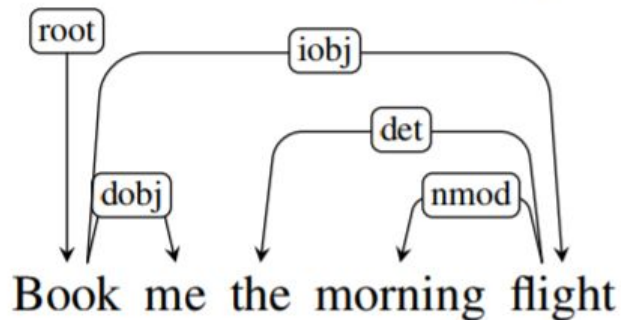 root
iobj
det
dobj
nmod
Book me the morning flight